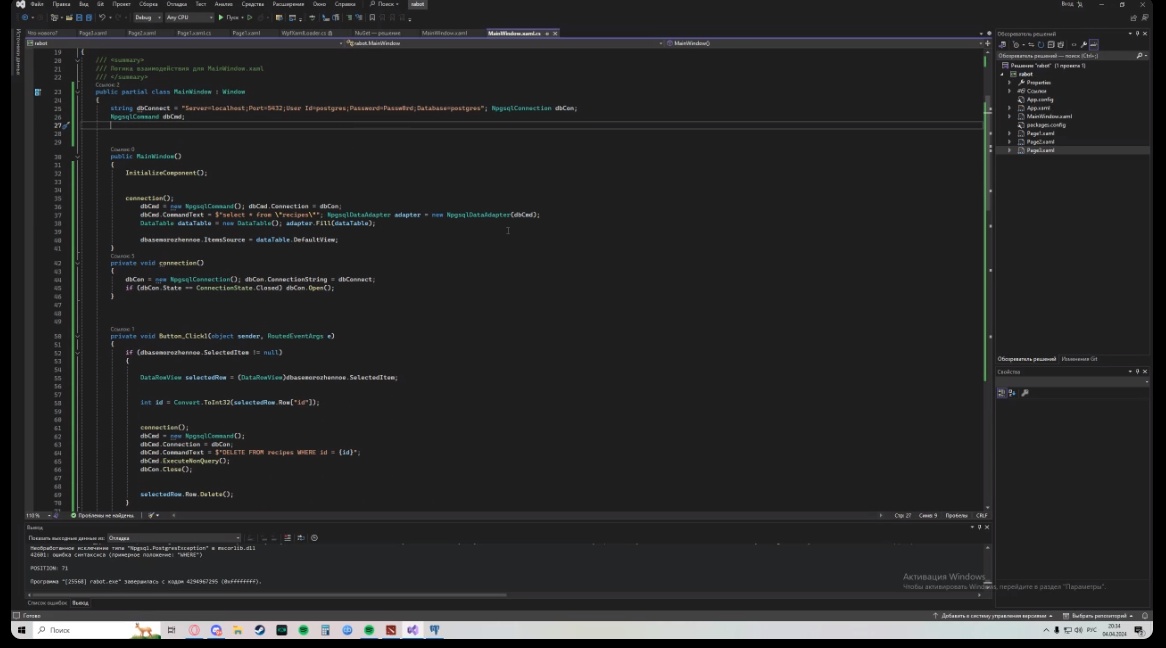 Файл Правка Вид Git Проект Сборка Отладка Тест Анализ Средства Расширения Окно Справка Поиск rabot Вход
Debug Any CPU Пуск
Что нового? Page3.xaml Page2.xaml Page1.xaml.cs Page1.xaml NuGet — решение MainWindow.xaml MainWindow.xaml.cs
rabot rabot.MainWindow MainWindow()
19 {
20 /// <summary>
21 /// Логика взаимодействия для MainWindow.xaml
22 /// </summary>
Ссылок: 2
23 public partial class MainWindow : Window
24 {
25 string dbConnect = "Server=localhost;Port=5432;User Id=postgres;Password=Passw0rd;Database=postgres"; NpgsqlConnection dbCon;
26 NpgsqlCommand dbCmd;
27
28
29
Ссылок: 0
30 public MainWindow()
31 {
32 InitializeComponent();
33
34
35 connection();
36 dbCmd = new NpgsqlCommand(); dbCmd.Connection = dbCon;
37 dbCmd.CommandText = $"select * from \"recipes\""; NpgsqlDataAdapter adapter = new NpgsqlDataAdapter(dbCmd);
38 DataTable dataTable = new DataTable(); adapter.Fill(dataTable);
39
40 dbasemorozhennoe.ItemsSource = dataTable.DefaultView;
41 }
Ссылок: 5
42 private void connection()
43 {
44 dbCon = new NpgsqlConnection(); dbCon.ConnectionString = dbConnect;
45 if (dbCon.State == ConnectionState.Closed) dbCon.Open();
46 }
47
48
49
Ссылок: 1
50 private void Button_Click1(object sender, RoutedEventArgs e)
51 {
52 if (dbasemorozhennoe.SelectedItem != null)
53 {
54
55 DataRowView selectedRow = (DataRowView)dbasemorozhennoe.SelectedItem;
56
57
58 int id = Convert.ToInt32(selectedRow.Row["id"]);
59
60
61 connection();
62 dbCmd = new NpgsqlCommand();
63 dbCmd.Connection = dbCon;
64 dbCmd.CommandText = $"DELETE FROM recipes WHERE id = {id}";
65 dbCmd.ExecuteNonQuery();
66 dbCon.Close();
67
68
69 selectedRow.Row.Delete();
70 }
110 % Проблемы не найдены. Стр: 27 Симв: 9 Пробелы CRLF
Вывод
Показать выходные данные из: Отладка
Необработанное исключение типа "Npgsql.PostgresException" в mscorlib.dll
42601: ошибка синтаксиса (примерное положение: "WHERE")
POSITION: 71
Программа "[25568] rabot.exe" завершилась с кодом 4294967295 (0xffffffff).
Список ошибок Вывод
Готово
Добавить в систему управления версиями Выбрать репозиторий
Источники данных
Обозреватель решений
Обозреватель решений — поиск (Ctrl+;)
Решение "rabot" (1 проекта 1)
rabot
Properties
Ссылки
App.config
App.xaml
MainWindow.xaml
packages.config
Page1.xaml
Page2.xaml
Page3.xaml
Обозреватель решений Изменения Git
Свойства
Активация Windows
Чтобы активировать Windows, перейдите в раздел "Параметры".
Поиск
РУС
20:34
04.04.2024